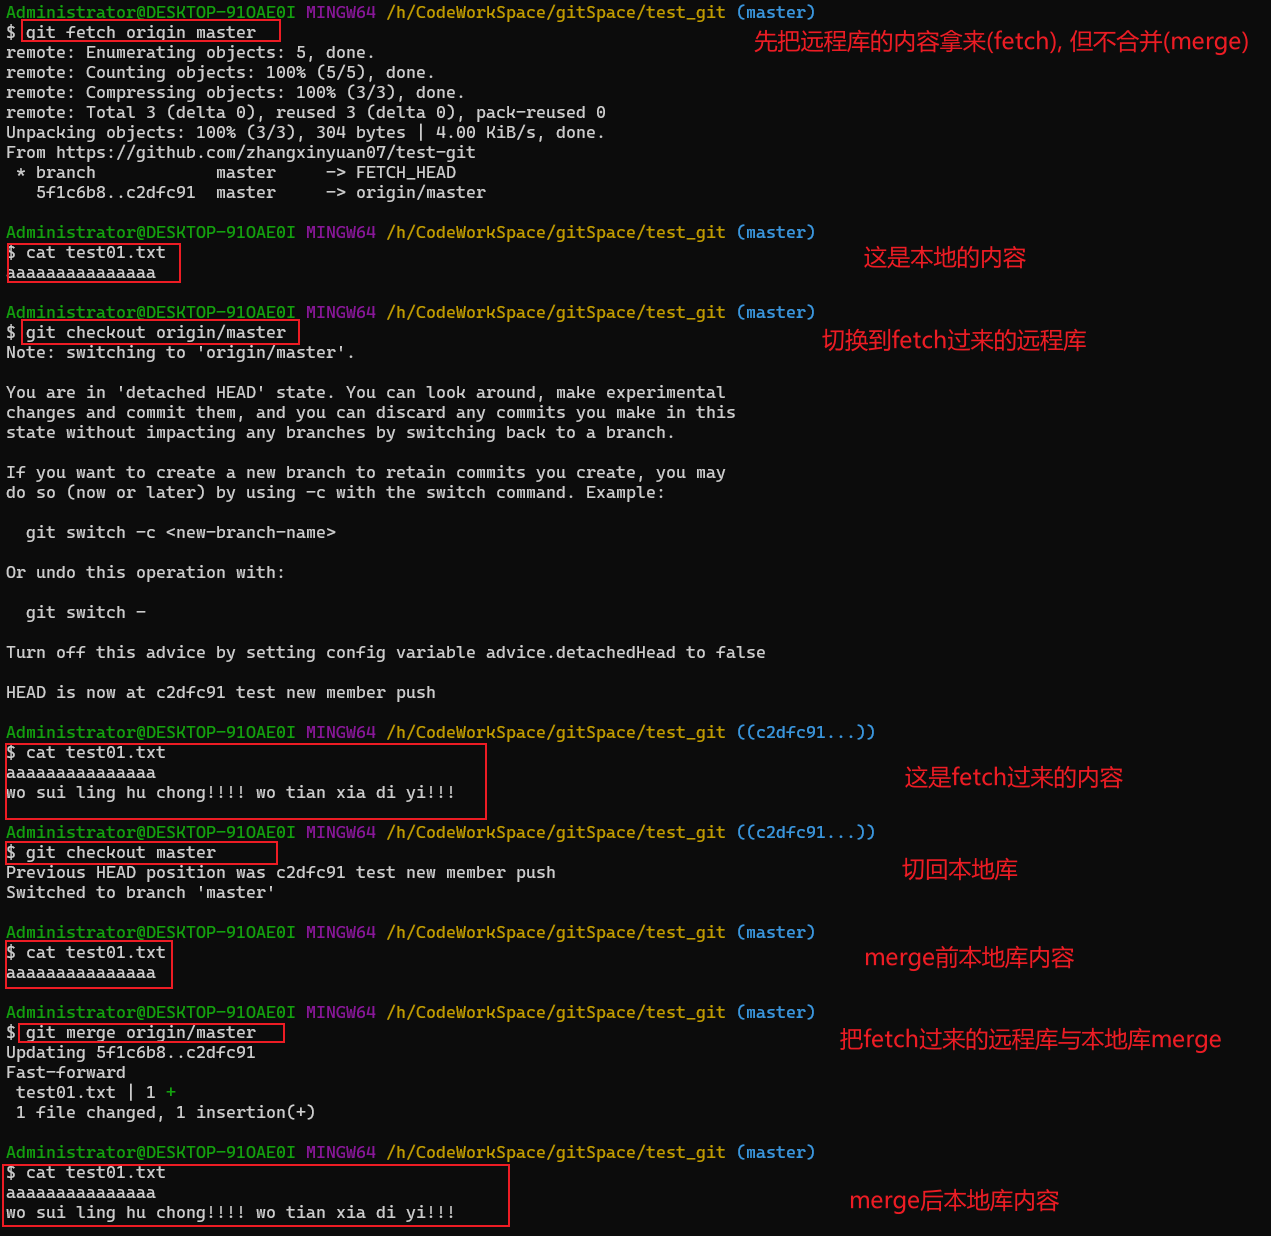 Administrator@DESKTOP-91OAE0I MINGW64 /h/CodeWorkSpace/gitSpace/test_git (master)
$ git fetch origin master
先把远程库的内容拿来(fetch), 但不合并(merge)
remote: Enumerating objects: 5, done.
remote: Counting objects: 100% (5/5), done.
remote: Compressing objects: 100% (3/3), done.
remote: Total 3 (delta 0), reused 3 (delta 0), pack-reused 0
Unpacking objects: 100% (3/3), 304 bytes | 4.00 KiB/s, done.
From https://github.com/zhangxinyuan07/test-git
 * branch            master     -> FETCH_HEAD
   5f1c6b8..c2dfc91  master     -> origin/master
Administrator@DESKTOP-91OAE0I MINGW64 /h/CodeWorkSpace/gitSpace/test_git (master)
$ cat test01.txt
这是本地的内容
aaaaaaaaaaaaaaa
Administrator@DESKTOP-91OAE0I MINGW64 /h/CodeWorkSpace/gitSpace/test_git (master)
$ git checkout origin/master
切换到fetch过来的远程库
Note: switching to 'origin/master'.
You are in 'detached HEAD' state. You can look around, make experimental
changes and commit them, and you can discard any commits you make in this
state without impacting any branches by switching back to a branch.
If you want to create a new branch to retain commits you create, you may
do so (now or later) by using -c with the switch command. Example:
  git switch -c <new-branch-name>
Or undo this operation with:
  git switch -
Turn off this advice by setting config variable advice.detachedHead to false
HEAD is now at c2dfc91 test new member push
Administrator@DESKTOP-91OAE0I MINGW64 /h/CodeWorkSpace/gitSpace/test_git ((c2dfc91...))
$ cat test01.txt
aaaaaaaaaaaaaaa
这是fetch过来的内容
wo sui ling hu chong!!!! wo tian xia di yi!!!
Administrator@DESKTOP-91OAE0I MINGW64 /h/CodeWorkSpace/gitSpace/test_git ((c2dfc91...))
$ git checkout master
切回本地库
Previous HEAD position was c2dfc91 test new member push
Switched to branch 'master'
Administrator@DESKTOP-91OAE0I MINGW64 /h/CodeWorkSpace/gitSpace/test_git (master)
$ cat test01.txt
merge前本地库内容
aaaaaaaaaaaaaaa
Administrator@DESKTOP-91OAE0I MINGW64 /h/CodeWorkSpace/gitSpace/test_git (master)
$ git merge origin/master
把fetch过来的远程库与本地库merge
Updating 5f1c6b8..c2dfc91
Fast-forward
 test01.txt | 1 +
 1 file changed, 1 insertion(+)
Administrator@DESKTOP-91OAE0I MINGW64 /h/CodeWorkSpace/gitSpace/test_git (master)
$ cat test01.txt
aaaaaaaaaaaaaaa
merge后本地库内容
wo sui ling hu chong!!!! wo tian xia di yi!!!